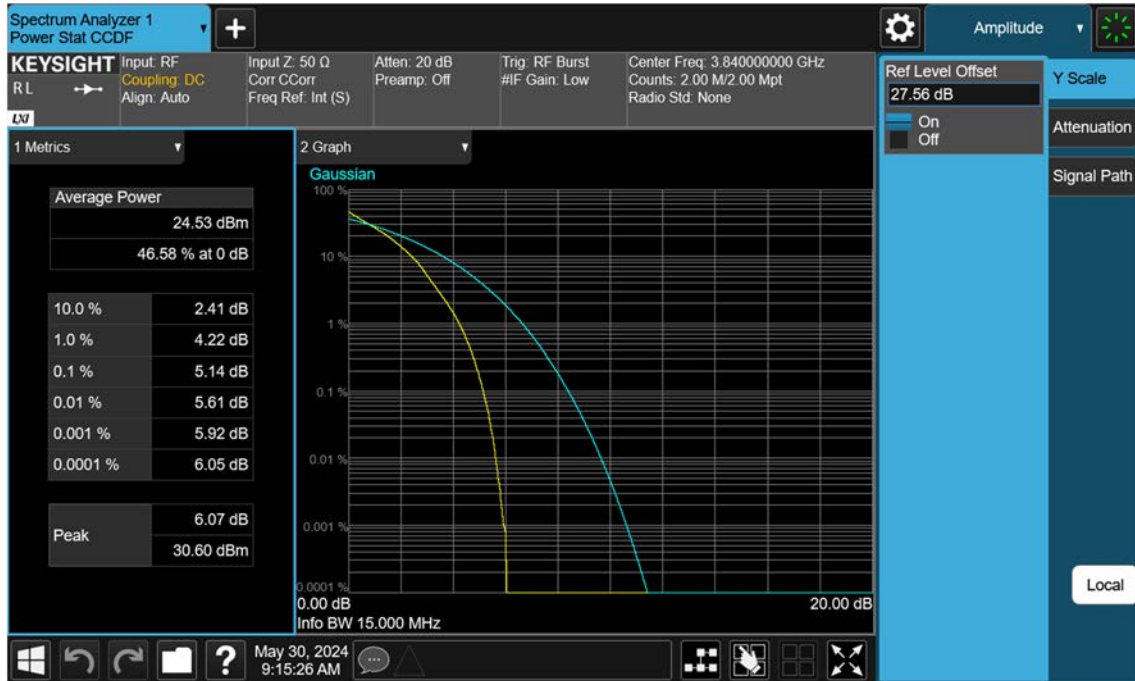 Spectrum Analyzer 1
Power Stat CCDF
+
Amplitude
KEYSIGHT
R L
LXI
Input: RF
Coupling: DC
Align: Auto
Input Z: 50 Ω
Corr CCorr
Freq Ref: Int (S)
Atten: 20 dB
Preamp: Off
Trig: RF Burst
#IF Gain: Low
Center Freq: 3.840000000 GHz
Counts: 2.00 M/2.00 Mpt
Radio Std: None
Ref Level Offset
27.56 dB
On
Off
Y Scale
Attenuation
Signal Path
1 Metrics
Average Power
24.53 dBm
46.58 % at 0 dB
10.0 % 2.41 dB
1.0 % 4.22 dB
0.1 % 5.14 dB
0.01 % 5.61 dB
0.001 % 5.92 dB
0.0001 % 6.05 dB
Peak
6.07 dB
30.60 dBm
2 Graph
Gaussian
100 %
10 %
1 %
0.1 %
0.01 %
0.001 %
0.0001 %
0.00 dB 20.00 dB
Info BW 15.000 MHz
Local
?
May 30, 2024
9:15:26 AM